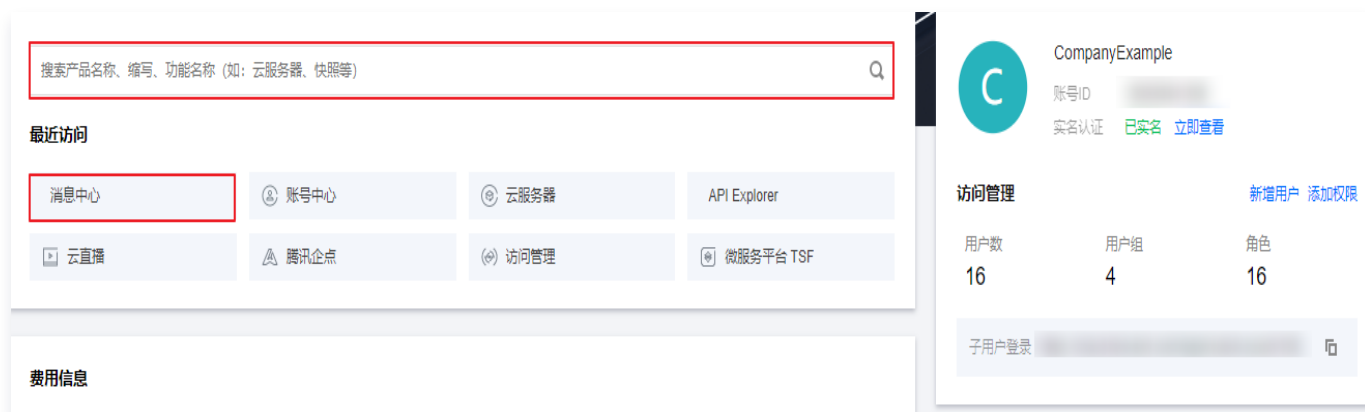 搜索产品名称、缩写、功能名称（如：云服务器、快照等）
最近访问
消息中心
账号中心
云服务器
API Explorer
云直播
腾讯企点
访问管理
微服务平台 TSF
费用信息
C
CompanyExample
账号ID
实名认证 已实名 立即查看
访问管理 新增用户 添加权限
用户数 用户组 角色
16 4 16
子用户登录